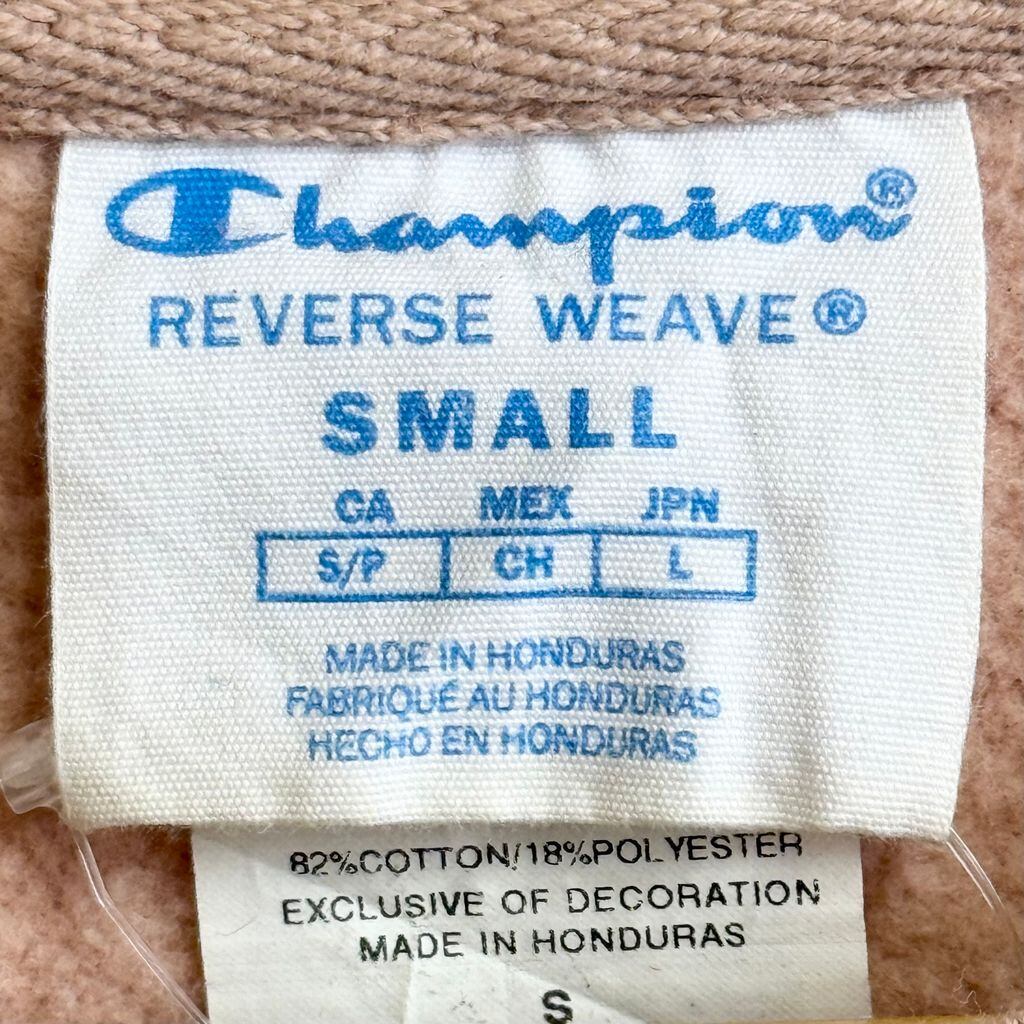 Champion®
REVERSE WEAVE®
SMALL
CA MEX JPN
S/P CH L
MADE IN HONDURAS
FABRIQUÉ AU HONDURAS
HECHO EN HONDURAS
82%COTTON/18%POLYESTER
EXCLUSIVE OF DECORATION
MADE IN HONDURAS
S